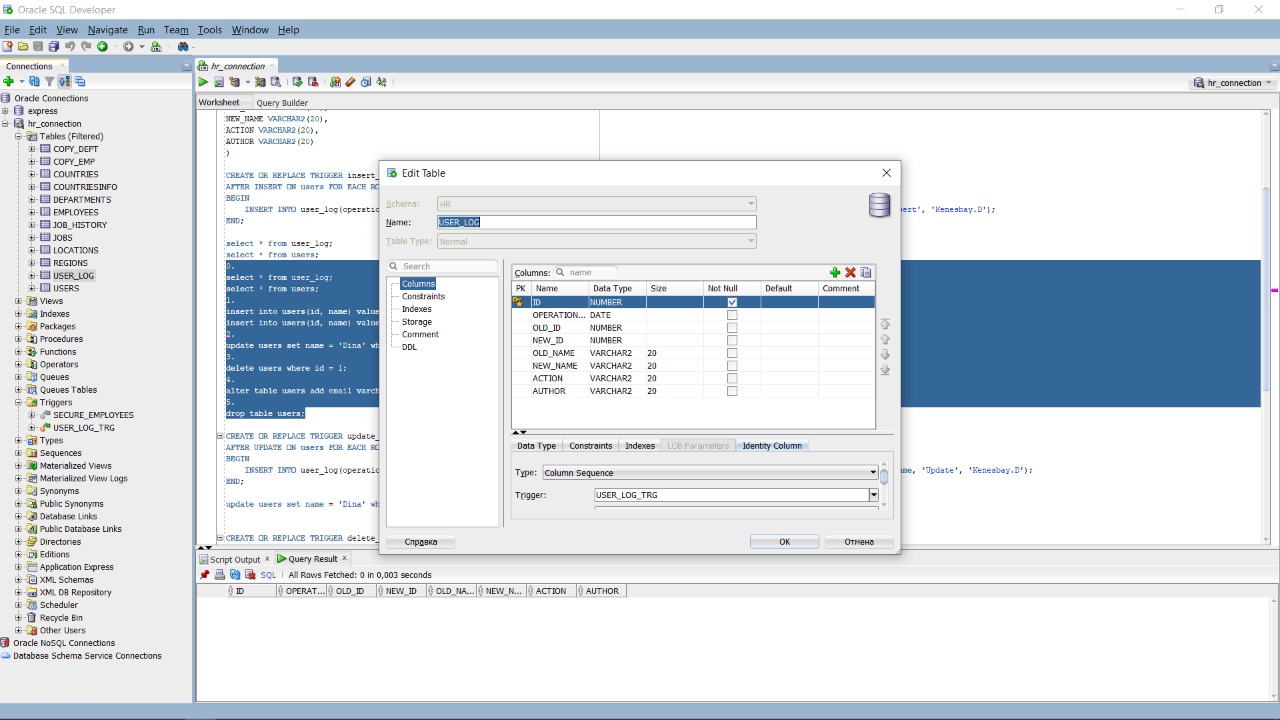 Oracle SQL Developer
File Edit View Navigate Run Team Tools Window Help
Connections
Oracle Connections
express
hr_connection
Tables (Filtered)
COPY_DEPT
COPY_EMP
COUNTRIES
COUNTRIESINFO
DEPARTMENTS
EMPLOYEES
JOB_HISTORY
JOBS
LOCATIONS
REGIONS
USER_LOG
USERS
Views
Indexes
Packages
Procedures
Functions
Operators
Queues
Queues Tables
Triggers
SECURE_EMPLOYEES
USER_LOG_TRG
Types
Sequences
Materialized Views
Materialized View Logs
Synonyms
Public Synonyms
Database Links
Public Database Links
Directories
Editions
Application Express
XML Schemas
XML DB Repository
Scheduler
Recycle Bin
Other Users
Oracle NoSQL Connections
Database Schema Service Connections
hr_connection
hr_connection
Worksheet Query Builder
NEW_NAME VARCHAR2(20),
ACTION VARCHAR2(20),
AUTHOR VARCHAR2(20)
)
CREATE OR REPLACE TRIGGER insert_
AFTER INSERT ON users FOR EACH RO
BEGIN
INSERT INTO user_log(operatio ert', 'Kenesbay.D');
END;
select * from user_log;
select * from users;
0.
select * from user_log;
select * from users;
1.
insert into users(id, name) value
insert into users(id, name) value
2.
update users set name = 'Dina' wh
3.
delete users where id = 1;
4.
alter table users add email varch
5.
drop table users;
CREATE OR REPLACE TRIGGER update_
AFTER UPDATE ON users FOR EACH RO
BEGIN
INSERT INTO user_log(operatio me, 'Update', 'Kenesbay.D');
END;
update users set name = 'Dina' wh
CREATE OR REPLACE TRIGGER delete_
Edit Table
Schema: HR
Name: USER_LOG
Table Type: Normal
Search
Columns
Constraints
Indexes
Storage
Comment
DDL
Columns: name
PK Name Data Type Size Not Null Default Comment
ID NUMBER
OPERATION... DATE
OLD_ID NUMBER
NEW_ID NUMBER
OLD_NAME VARCHAR2 20
NEW_NAME VARCHAR2 20
ACTION VARCHAR2 20
AUTHOR VARCHAR2 20
Data Type Constraints Indexes LOB Parameters Identity Column
Type: Column Sequence
Trigger: USER_LOG_TRG
Справка OK Отмена
Script Output Query Result
SQL All Rows Fetched: 0 in 0,003 seconds
ID OPERAT... OLD_ID NEW_ID OLD_NA... NEW_N... ACTION AUTHOR